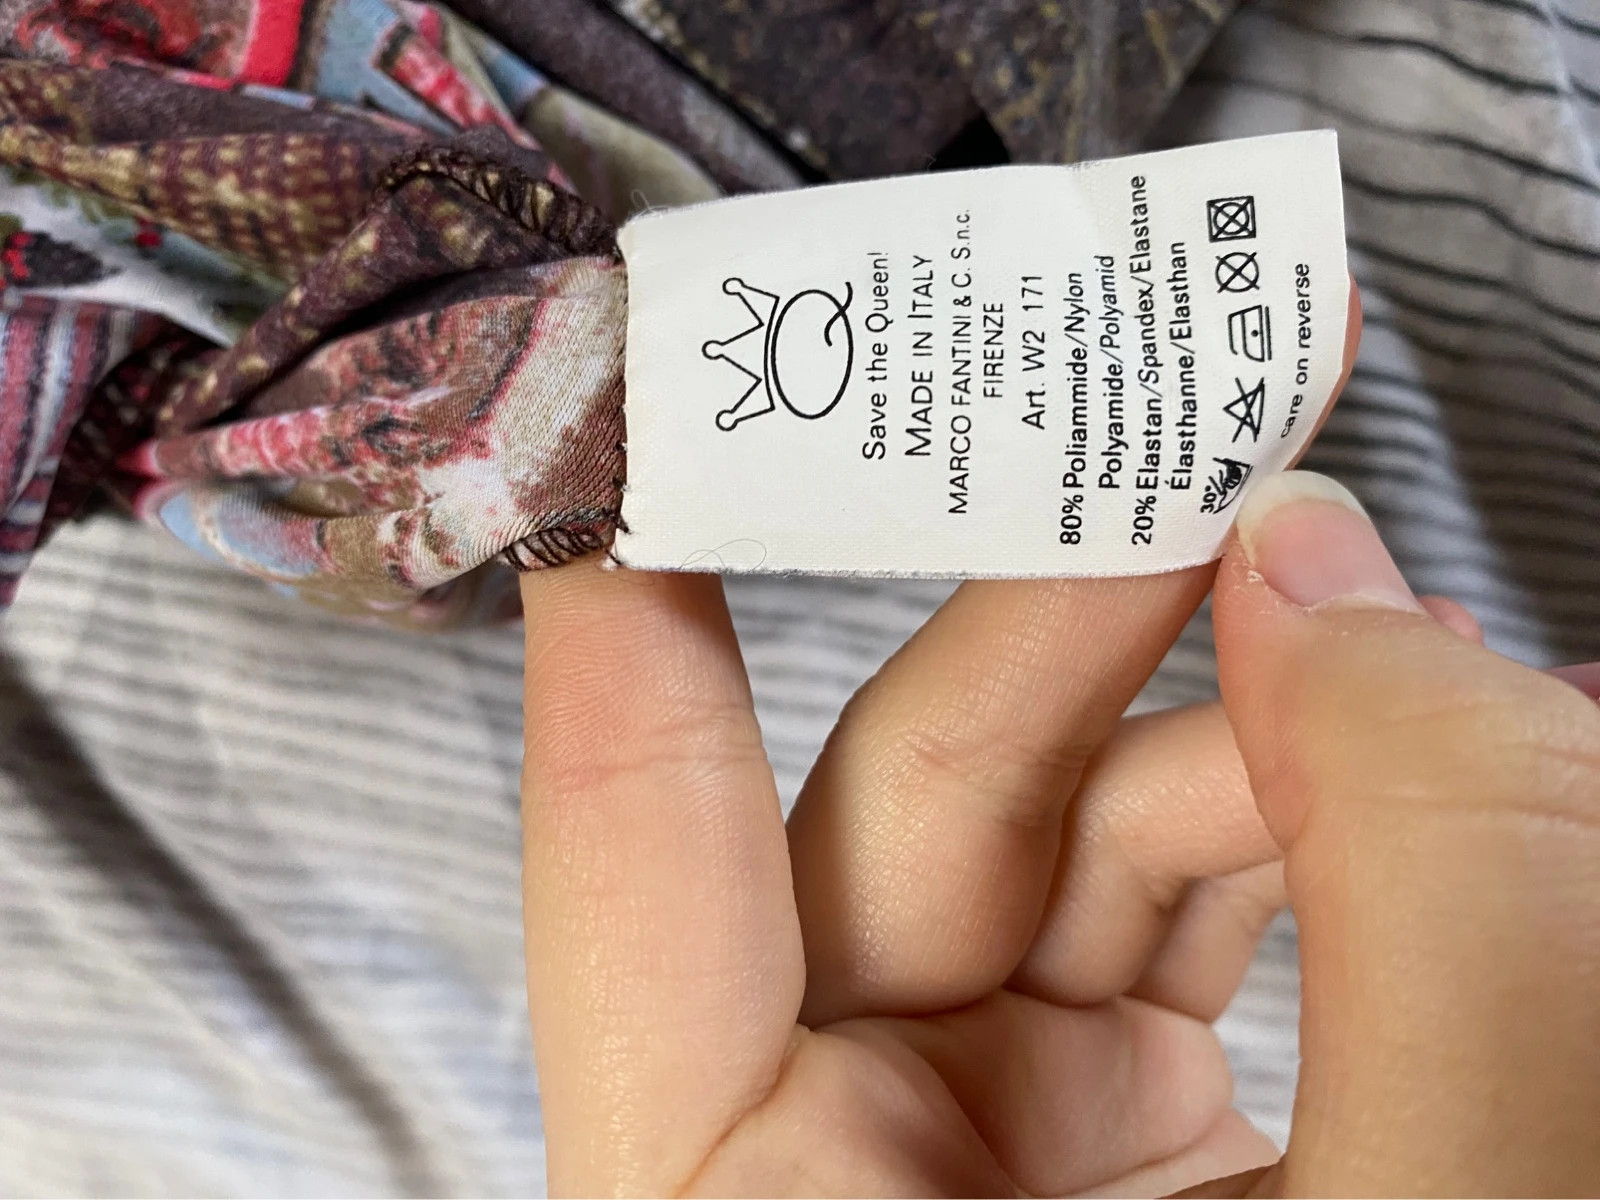 Q
Save the Queen!
MADE IN ITALY
MARCO FANTINI & C. S.n.c.
FIRENZE
Art. W2 171
80% Poliammide/Nylon
Polyamide/Polyamid
20% Elastan/Spandex/Elastane
Élasthanne/Elasthan
30°
care on reverse